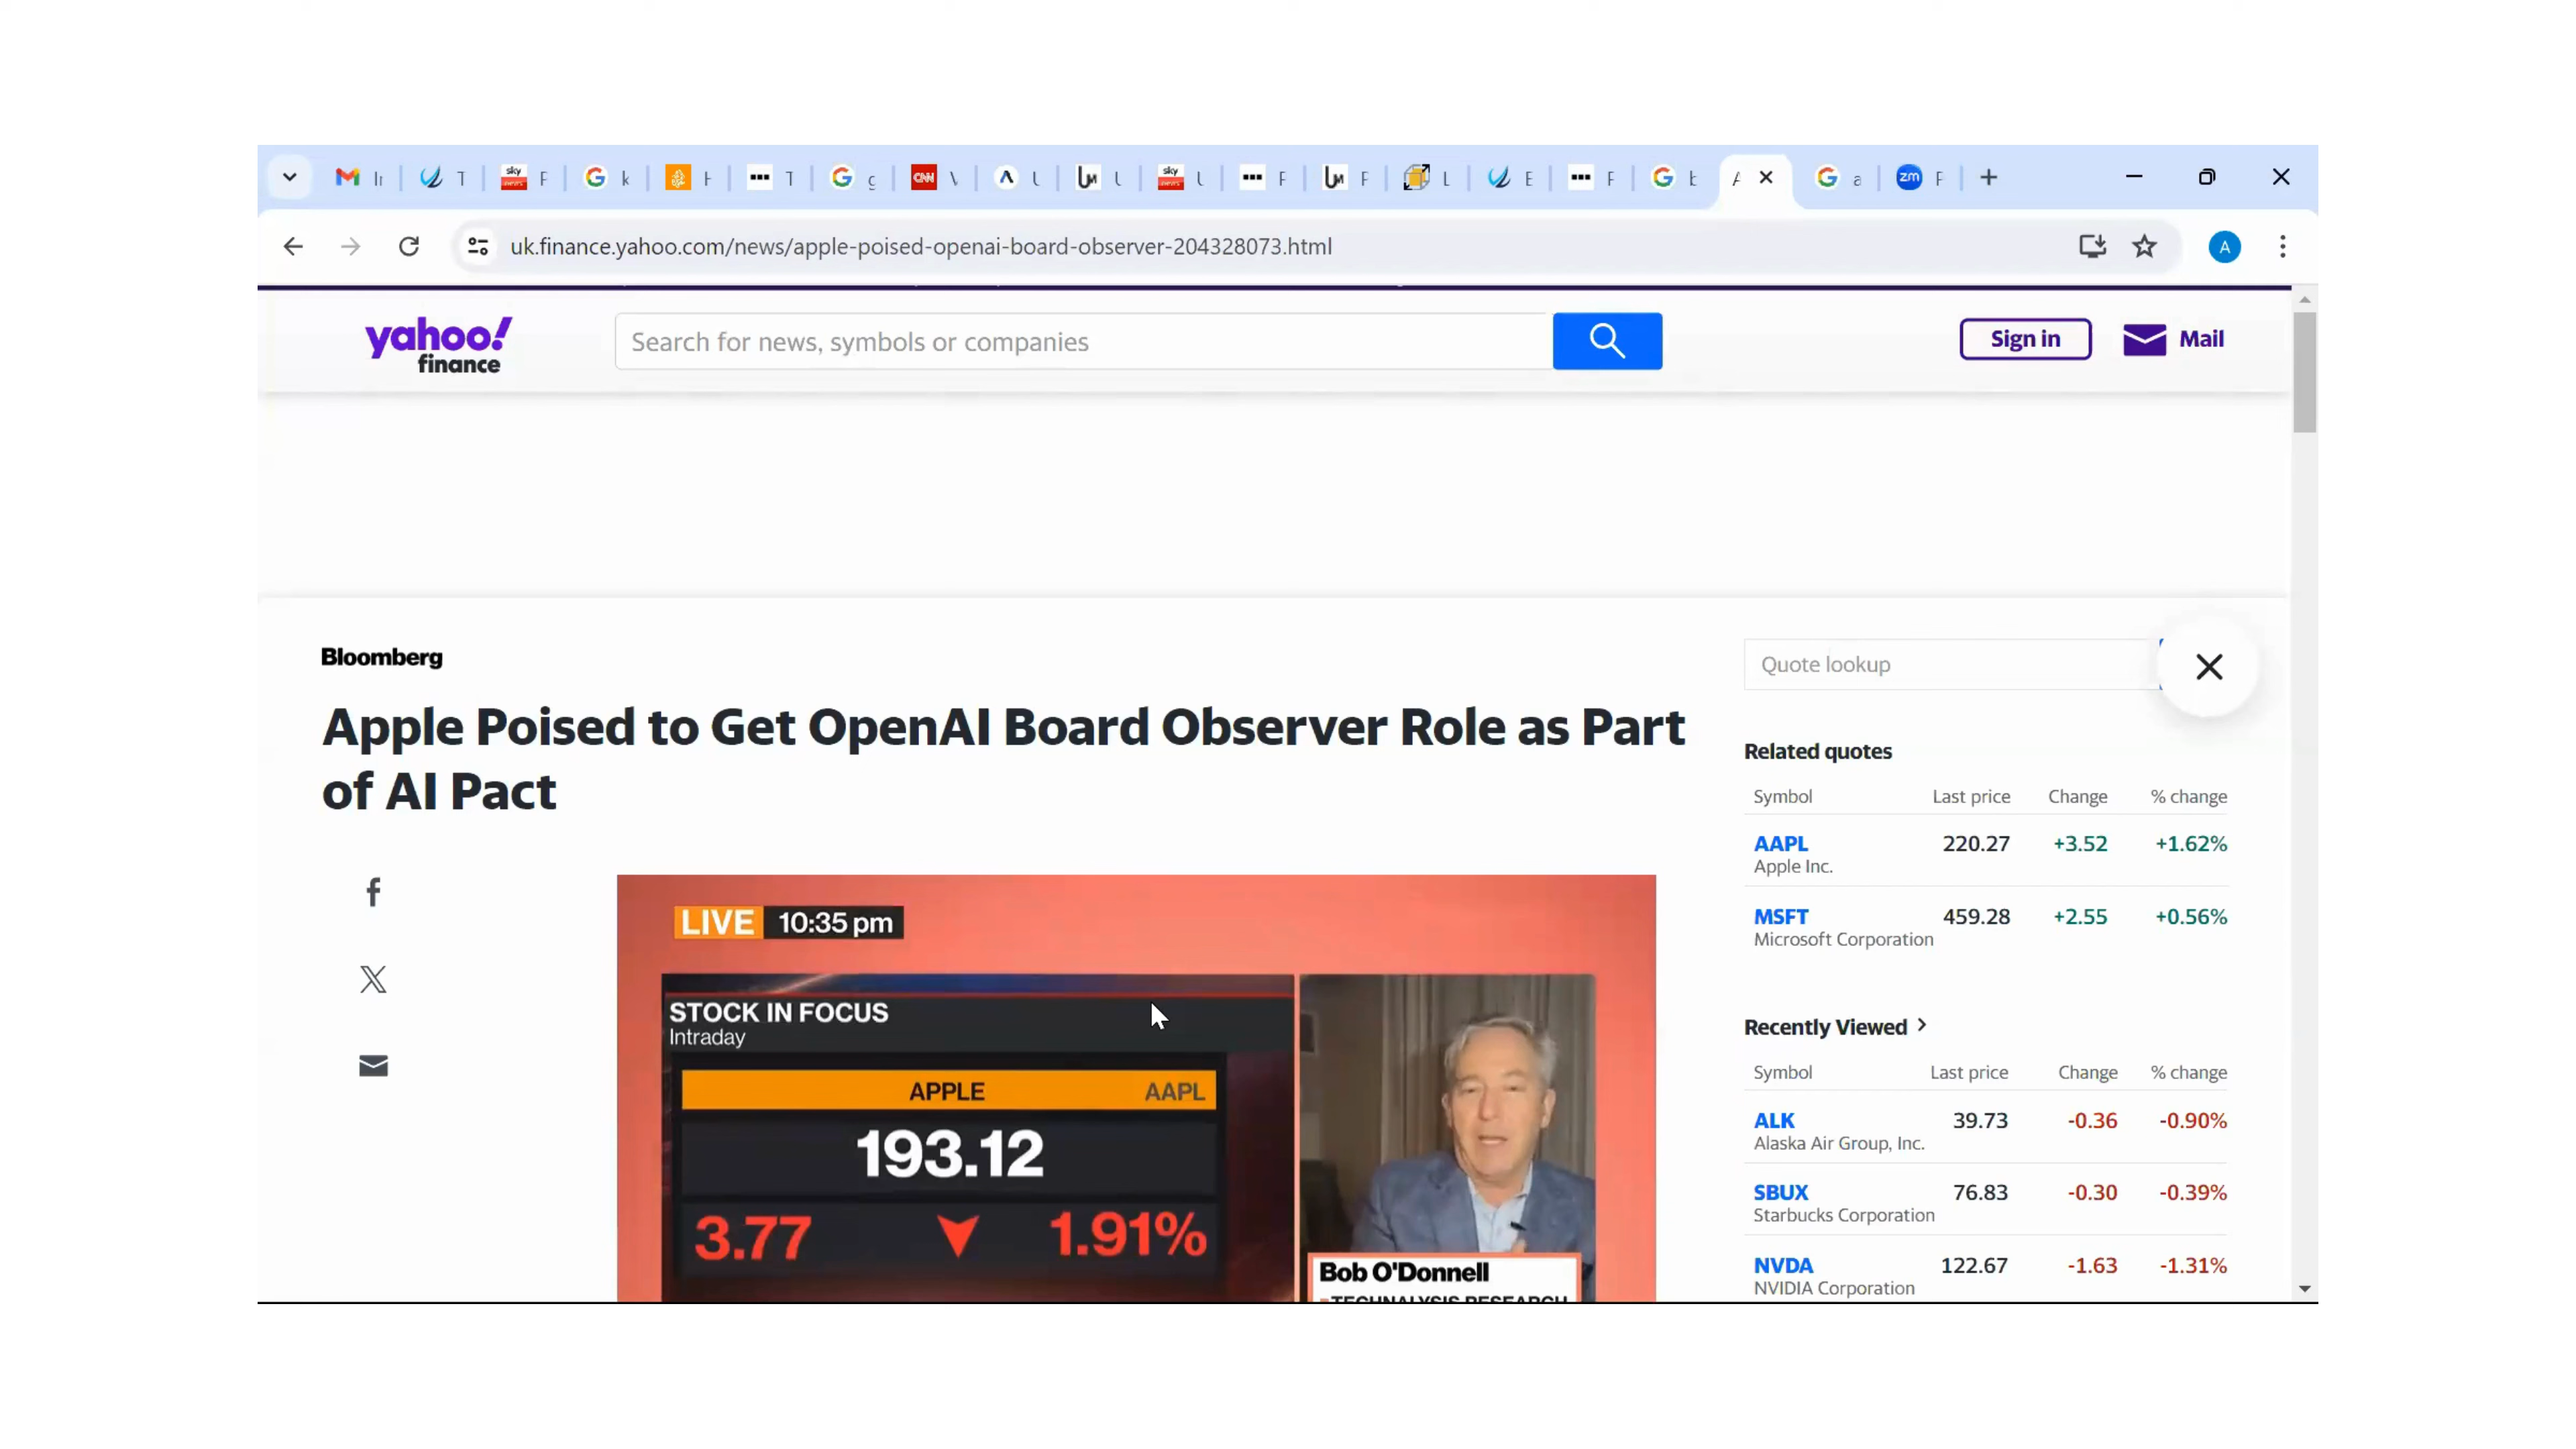 uk.finance.yahoo.com/news/apple-poised-openai-board-observer-204328073.html
A
yahoo!
finance
Search for news, symbols or companies
Sign in
Mail
Bloomberg
Apple Poised to Get OpenAI Board Observer Role as Part
of AI Pact
LIVE 10:35 pm
STOCK IN FOCUS
Intraday
APPLE AAPL
193.12
3.77 1.91%
Bob O'Donnell
TECHNALYSIS RESEARCH
Quote lookup
Related quotes
Symbol Last price Change % change
AAPL 220.27 +3.52 +1.62%
Apple Inc.
MSFT 459.28 +2.55 +0.56%
Microsoft Corporation
Recently Viewed
Symbol Last price Change % change
ALK 39.73 -0.36 -0.90%
Alaska Air Group, Inc.
SBUX 76.83 -0.30 -0.39%
Starbucks Corporation
NVDA 122.67 -1.63 -1.31%
NVIDIA Corporation